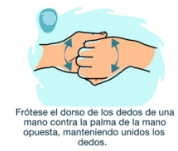 Frótese el dorso de los dedos de una
mano contra la palma de la mano
opuesta, manteniendo unidos los
dedos.